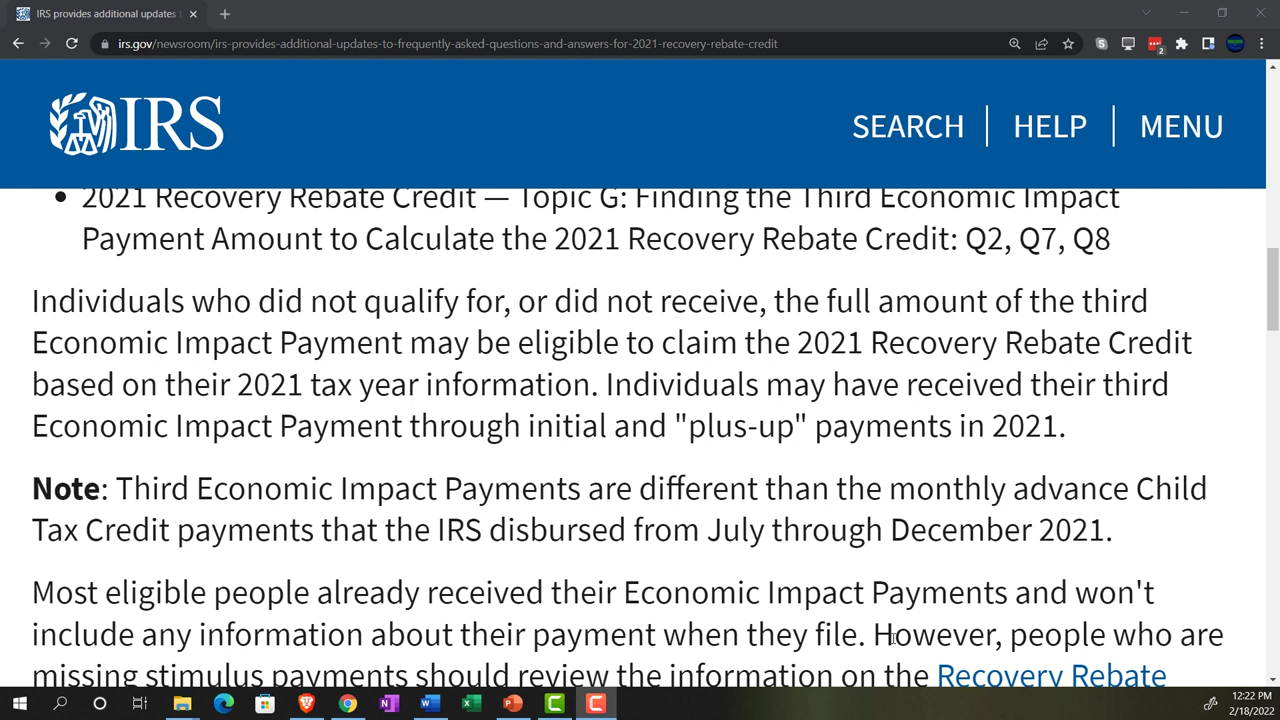 IRS provides additional updates
irs.gov/newsroom/irs-provides-additional-updates-to-frequently-asked-questions-and-answers-for-2021-recovery-rebate-credit
2
IRS
SEARCH
HELP
MENU
2021 Recovery Rebate Credit — Topic G: Finding the Third Economic Impact
Payment Amount to Calculate the 2021 Recovery Rebate Credit: Q2, Q7, Q8
Individuals who did not qualify for, or did not receive, the full amount of the third
Economic Impact Payment may be eligible to claim the 2021 Recovery Rebate Credit
based on their 2021 tax year information. Individuals may have received their third
Economic Impact Payment through initial and "plus-up" payments in 2021.
Note: Third Economic Impact Payments are different than the monthly advance Child
Tax Credit payments that the IRS disbursed from July through December 2021.
Most eligible people already received their Economic Impact Payments and won't
include any information about their payment when they file. However, people who are
missing stimulus payments should review the information on the Recovery Rebate
12:22 PM
2/18/2022